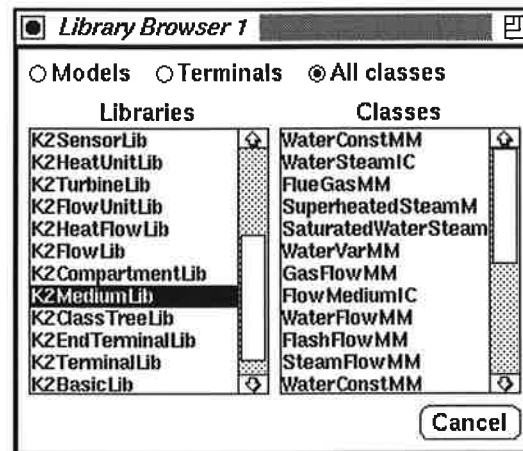 Library Browser 1
Models Terminals All classes
Libraries
K2SensorLib
K2HeatUnitLib
K2TurbineLib
K2FlowUnitLib
K2HeatFlowLib
K2FlowLib
K2CompartmentLib
K2MediumLib
K2ClassTreeLib
K2EndTerminalLib
K2TerminalLib
K2BasicLib
Classes
WaterConstMM
WaterSteamIC
FlueGasMM
SuperheatedSteamM
SaturatedWaterSteam
WaterVarMM
GasFlowMM
FlowMediumIC
WaterFlowMM
FlashFlowMM
SteamFlowMM
WaterConstMM
Cancel